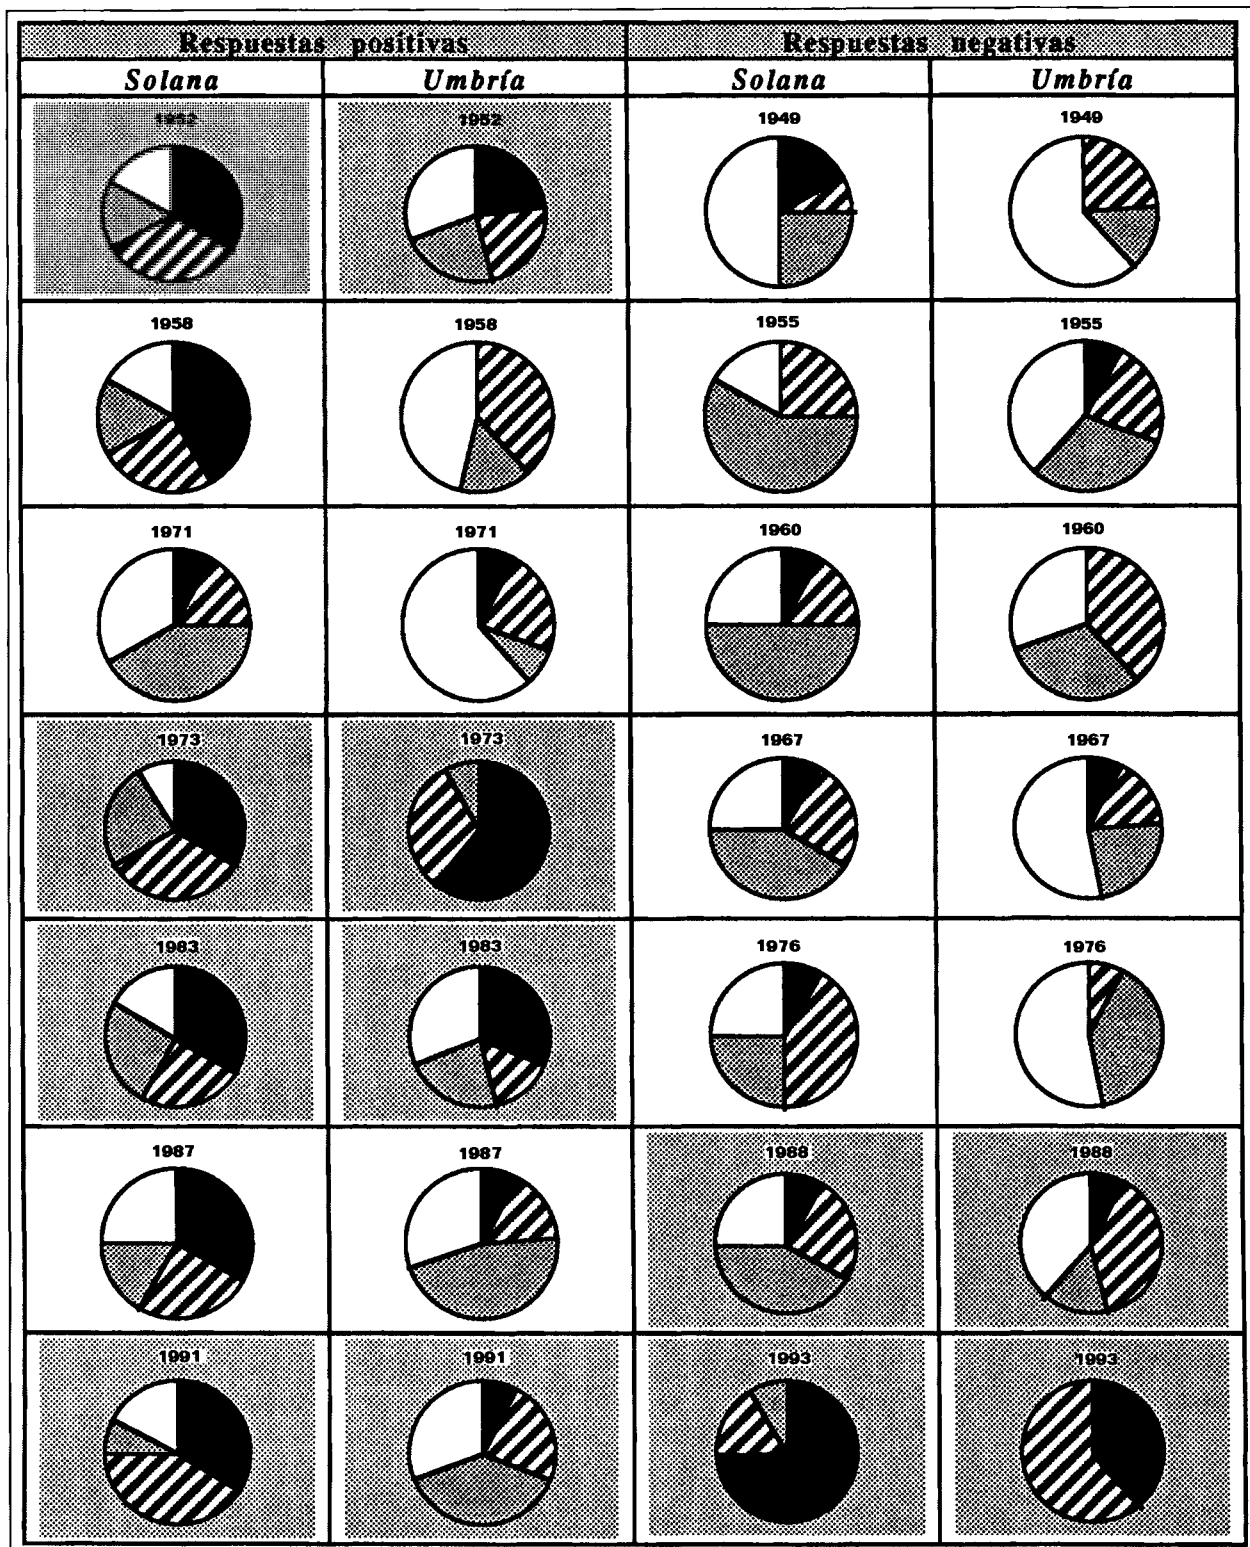 Respuestas positivas Respuestas negativas
Solana Umbría Solana Umbría
1952 1952 1949 1949
1958 1958 1955 1955
1971 1971 1960 1960
1973 1973 1967 1967
1983 1983 1976 1976
1987 1987 1988 1988
1991 1991 1993 1993